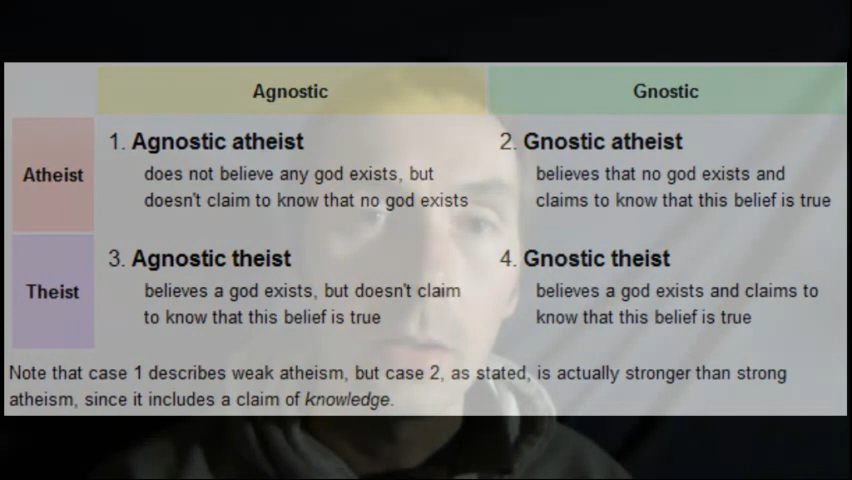 Agnostic Gnostic
1. Agnostic atheist 2. Gnostic atheist
Atheist does not believe any god exists, but believes that no god exists and
doesn't claim to know that no god exists claims to know that this belief is true
3. Agnostic theist 4. Gnostic theist
Theist believes a god exists, but doesn't claim believes a god exists and claims to
to know that this belief is true know that this belief is true
Note that case 1 describes weak atheism, but case 2, as stated, is actually stronger than strong
atheism, since it includes a claim of knowledge.